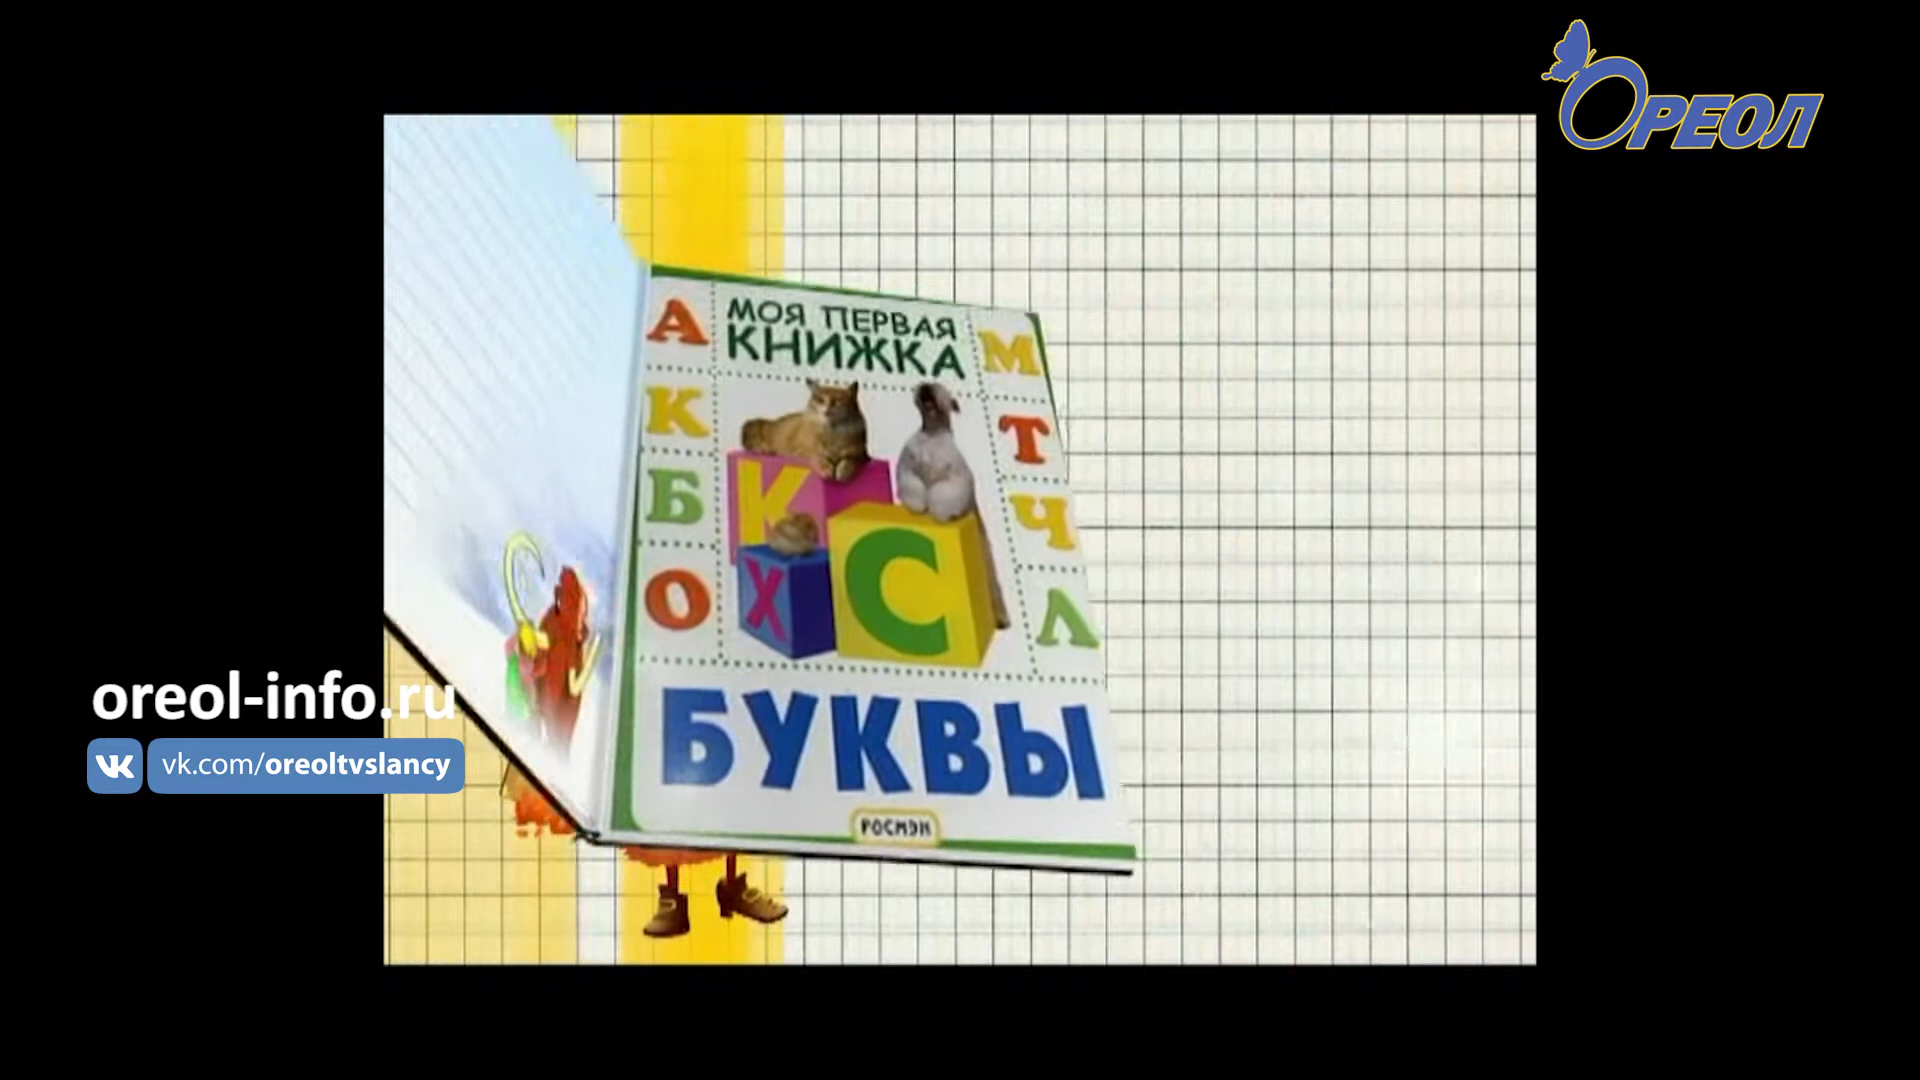 ОРЕОЛ
МОЯ ПЕРВАЯ
КНИЖКА
А
М
К
Т
Б
Ч
О
Л
К
Х
С
БУКВЫ
РОСМЭН
oreol-info.ru
vk.com/oreoltvslancy